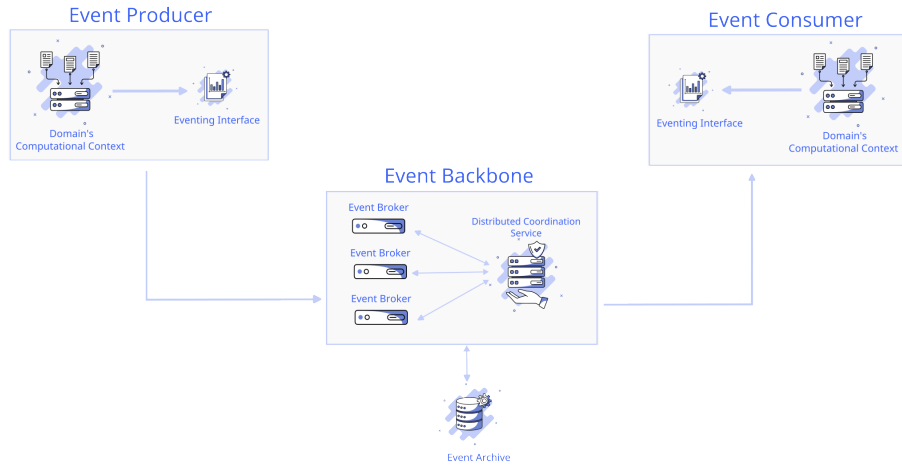 Event Producer
Domain's
Computational Context
Eventing Interface
Event Consumer
Eventing Interface
Domain's
Computational Context
Event Backbone
Event Broker
Event Broker
Event Broker
Distributed Coordination
Service
Event Archive